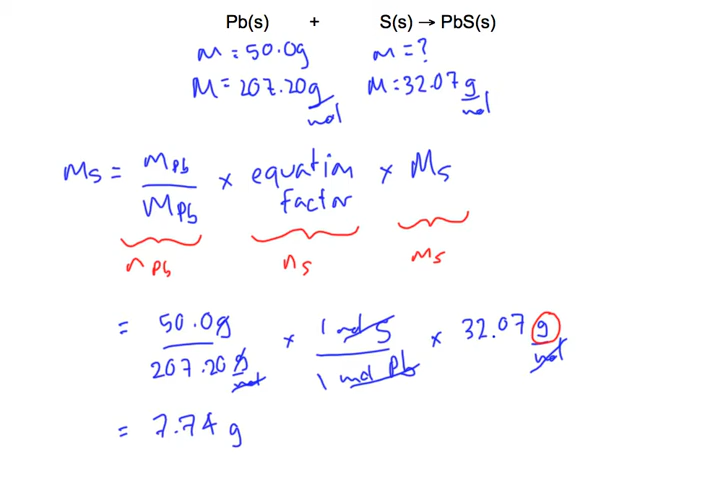 Pb(s) + S(s) → PbS(s)
m = 50.0g m = ?
M = 207.20 g/mol M = 32.07 g/mol
ms = mPb/MPb × equation factor × Ms
nPb ns ms
= 50.0g/207.20 g/mol × 1 mol S/1 mol Pb × 32.07 g/mol
= 7.74 g